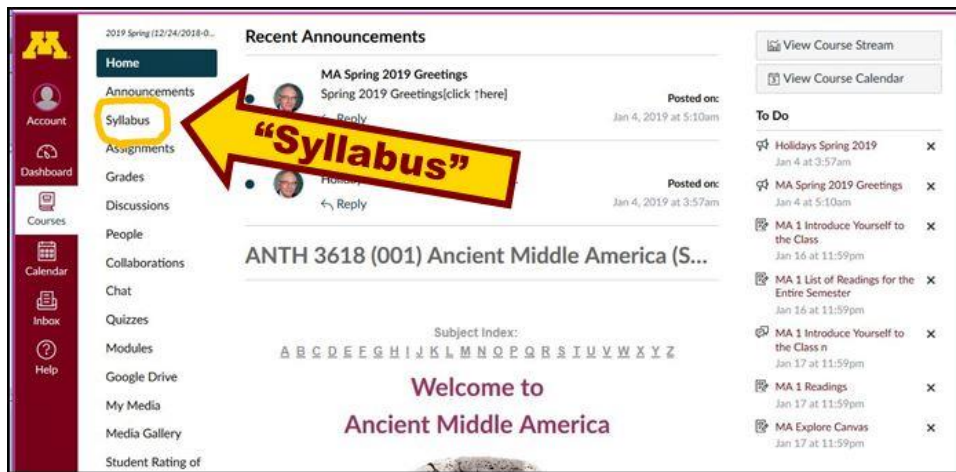 M
Account
Dashboard
Courses
Calendar
Inbox
Help
2019 Spring (12/24/2018-0...
Home
Announcements
Syllabus
Assignments
Grades
Discussions
People
Collaborations
Chat
Quizzes
Modules
Google Drive
My Media
Media Gallery
Student Rating of
Recent Announcements
MA Spring 2019 Greetings
Spring 2019 Greetings[click ↑here]
Reply
Posted on:
Jan 4, 2019 at 5:10am
"Syllabus"
Reply
Posted on:
Jan 4, 2019 at 3:57am
ANTH 3618 (001) Ancient Middle America (S...
Subject Index:
A B C D E F G H I J K L M N O P Q R S T U V W X Y Z
Welcome to
Ancient Middle America
View Course Stream
View Course Calendar
To Do
Holidays Spring 2019
Jan 4 at 3:57am
MA Spring 2019 Greetings
Jan 4 at 5:10am
MA 1 Introduce Yourself to
the Class
Jan 16 at 11:59pm
MA 1 List of Readings for the
Entire Semester
Jan 16 at 11:59pm
MA 1 Introduce Yourself to
the Class n
Jan 17 at 11:59pm
MA 1 Readings
Jan 17 at 11:59pm
MA Explore Canvas
Jan 17 at 11:59pm